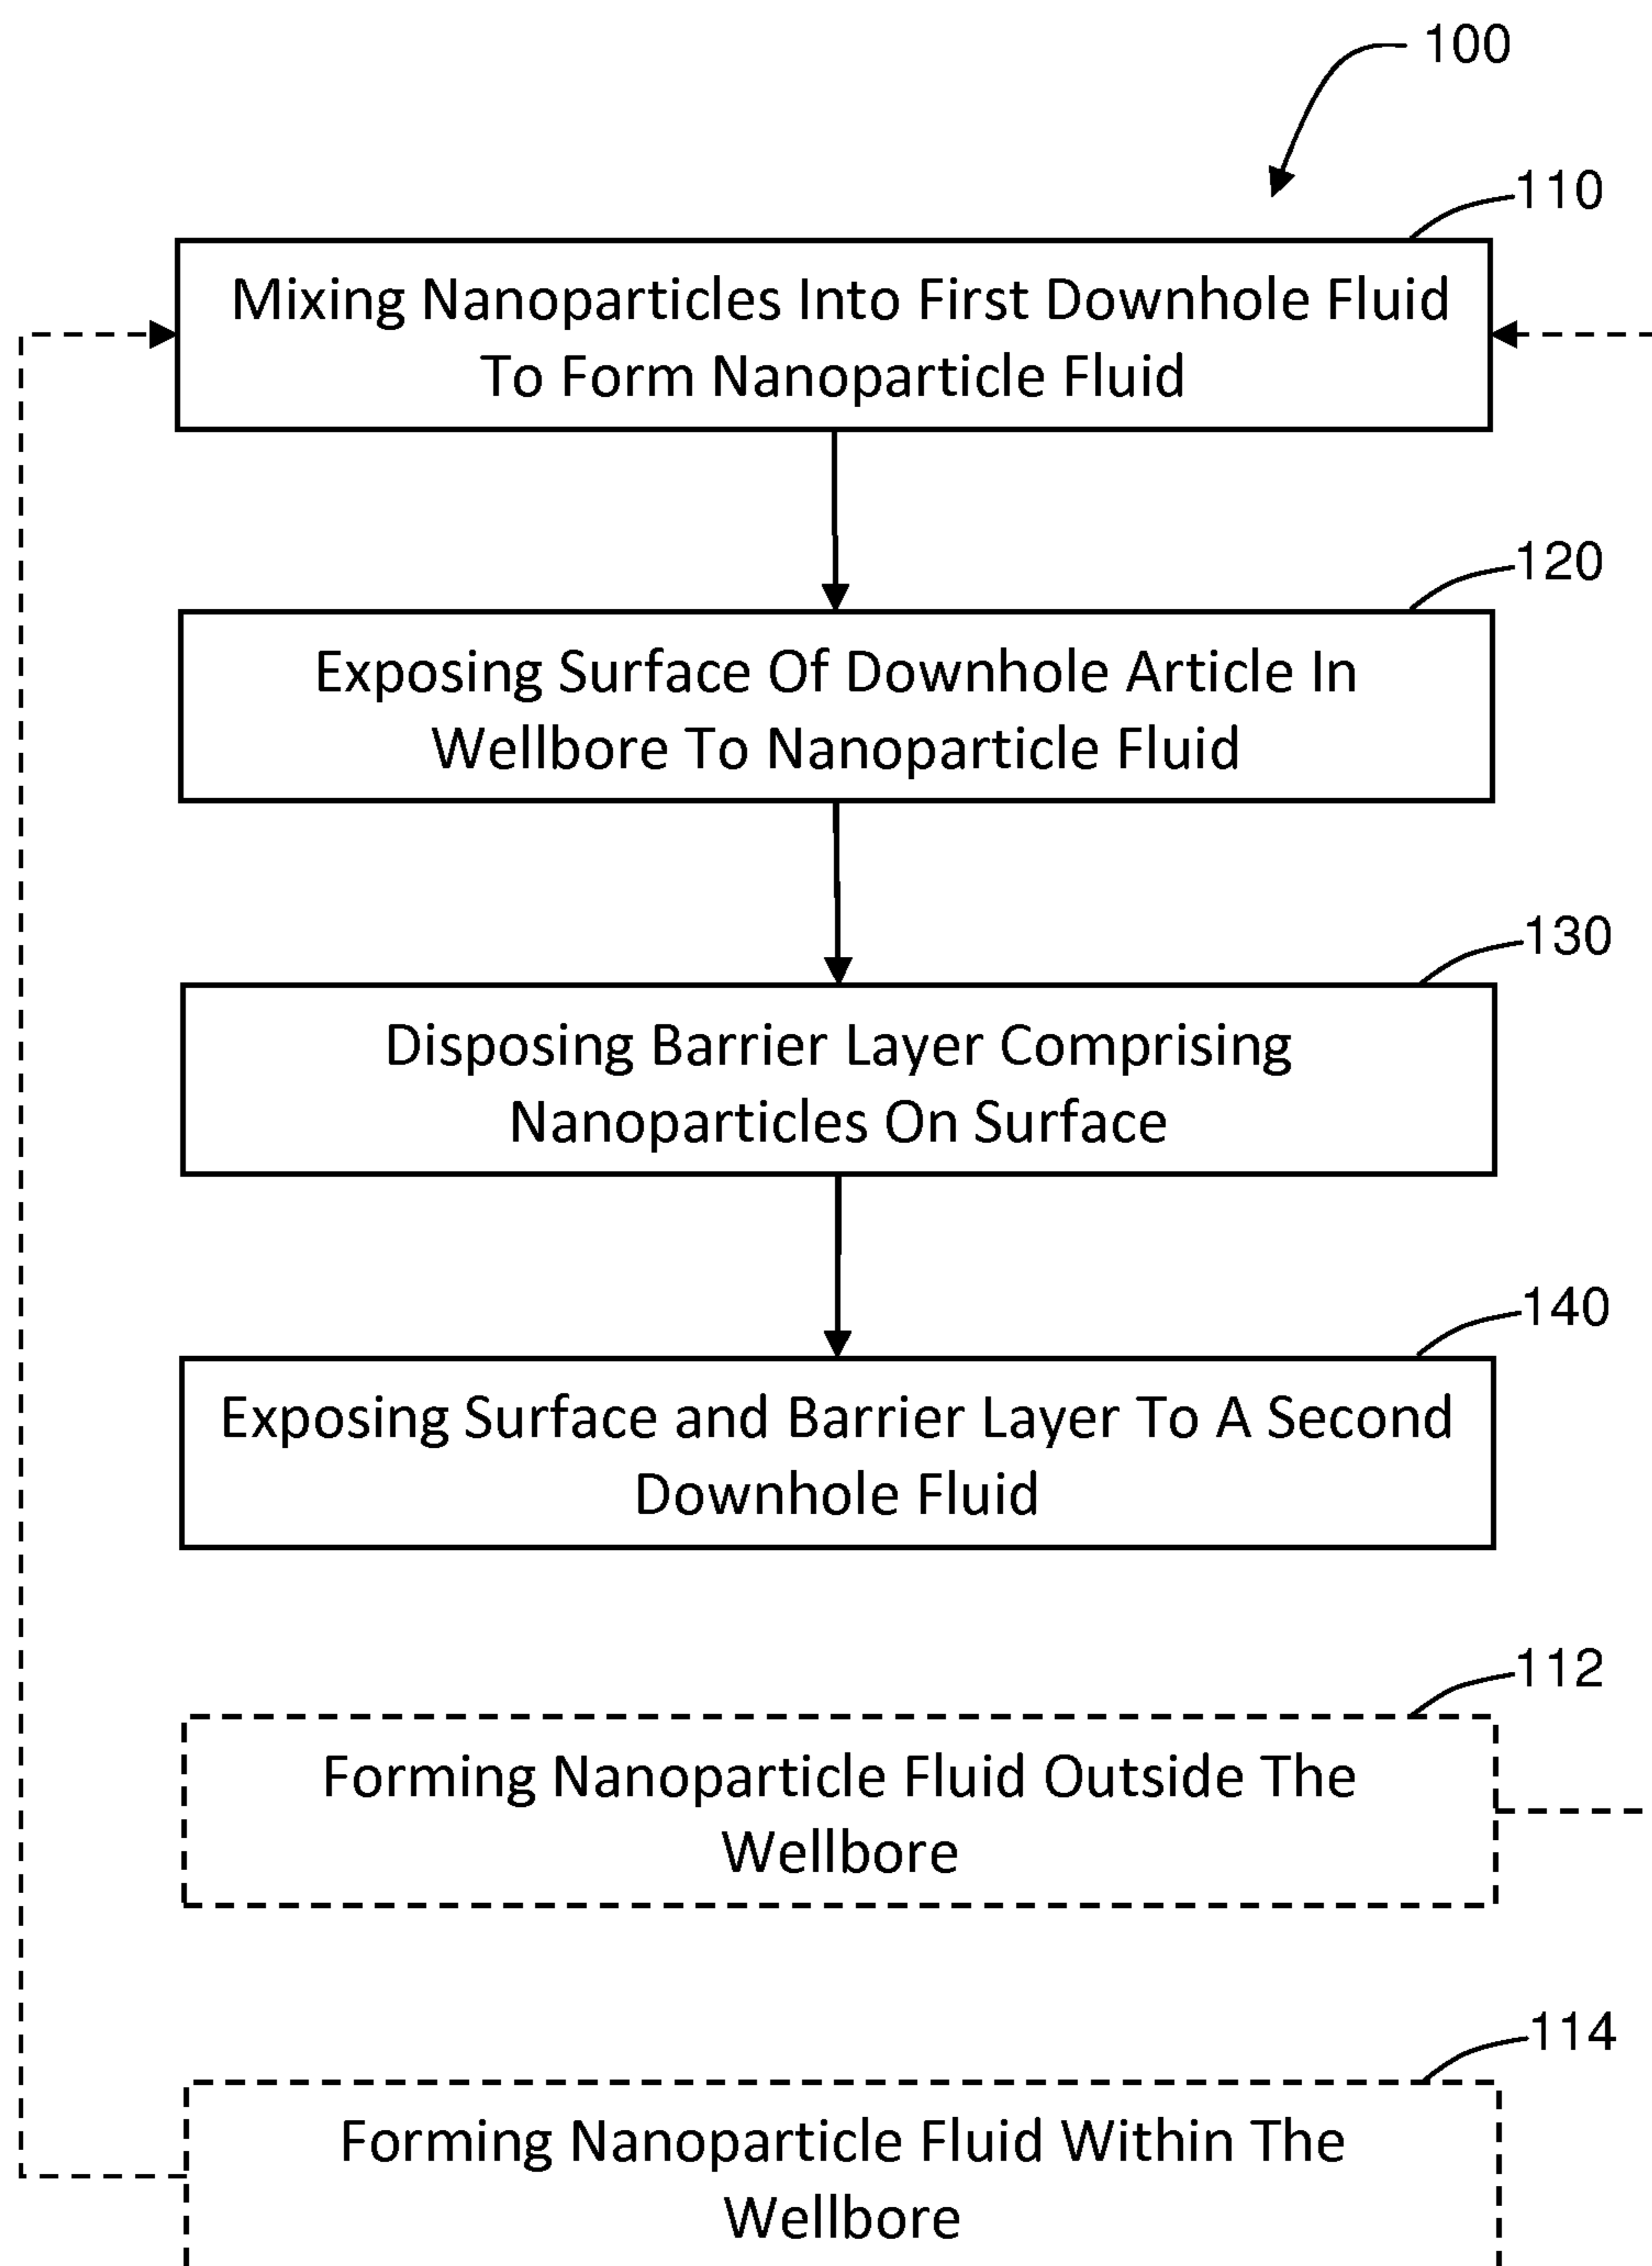 100
110
Mixing Nanoparticles Into First Downhole Fluid
To Form Nanoparticle Fluid
120
Exposing Surface Of Downhole Article In
Wellbore To Nanoparticle Fluid
130
Disposing Barrier Layer Comprising
Nanoparticles On Surface
140
Exposing Surface and Barrier Layer To A Second
Downhole Fluid
112
Forming Nanoparticle Fluid Outside The
Wellbore
114
Forming Nanoparticle Fluid Within The
Wellbore